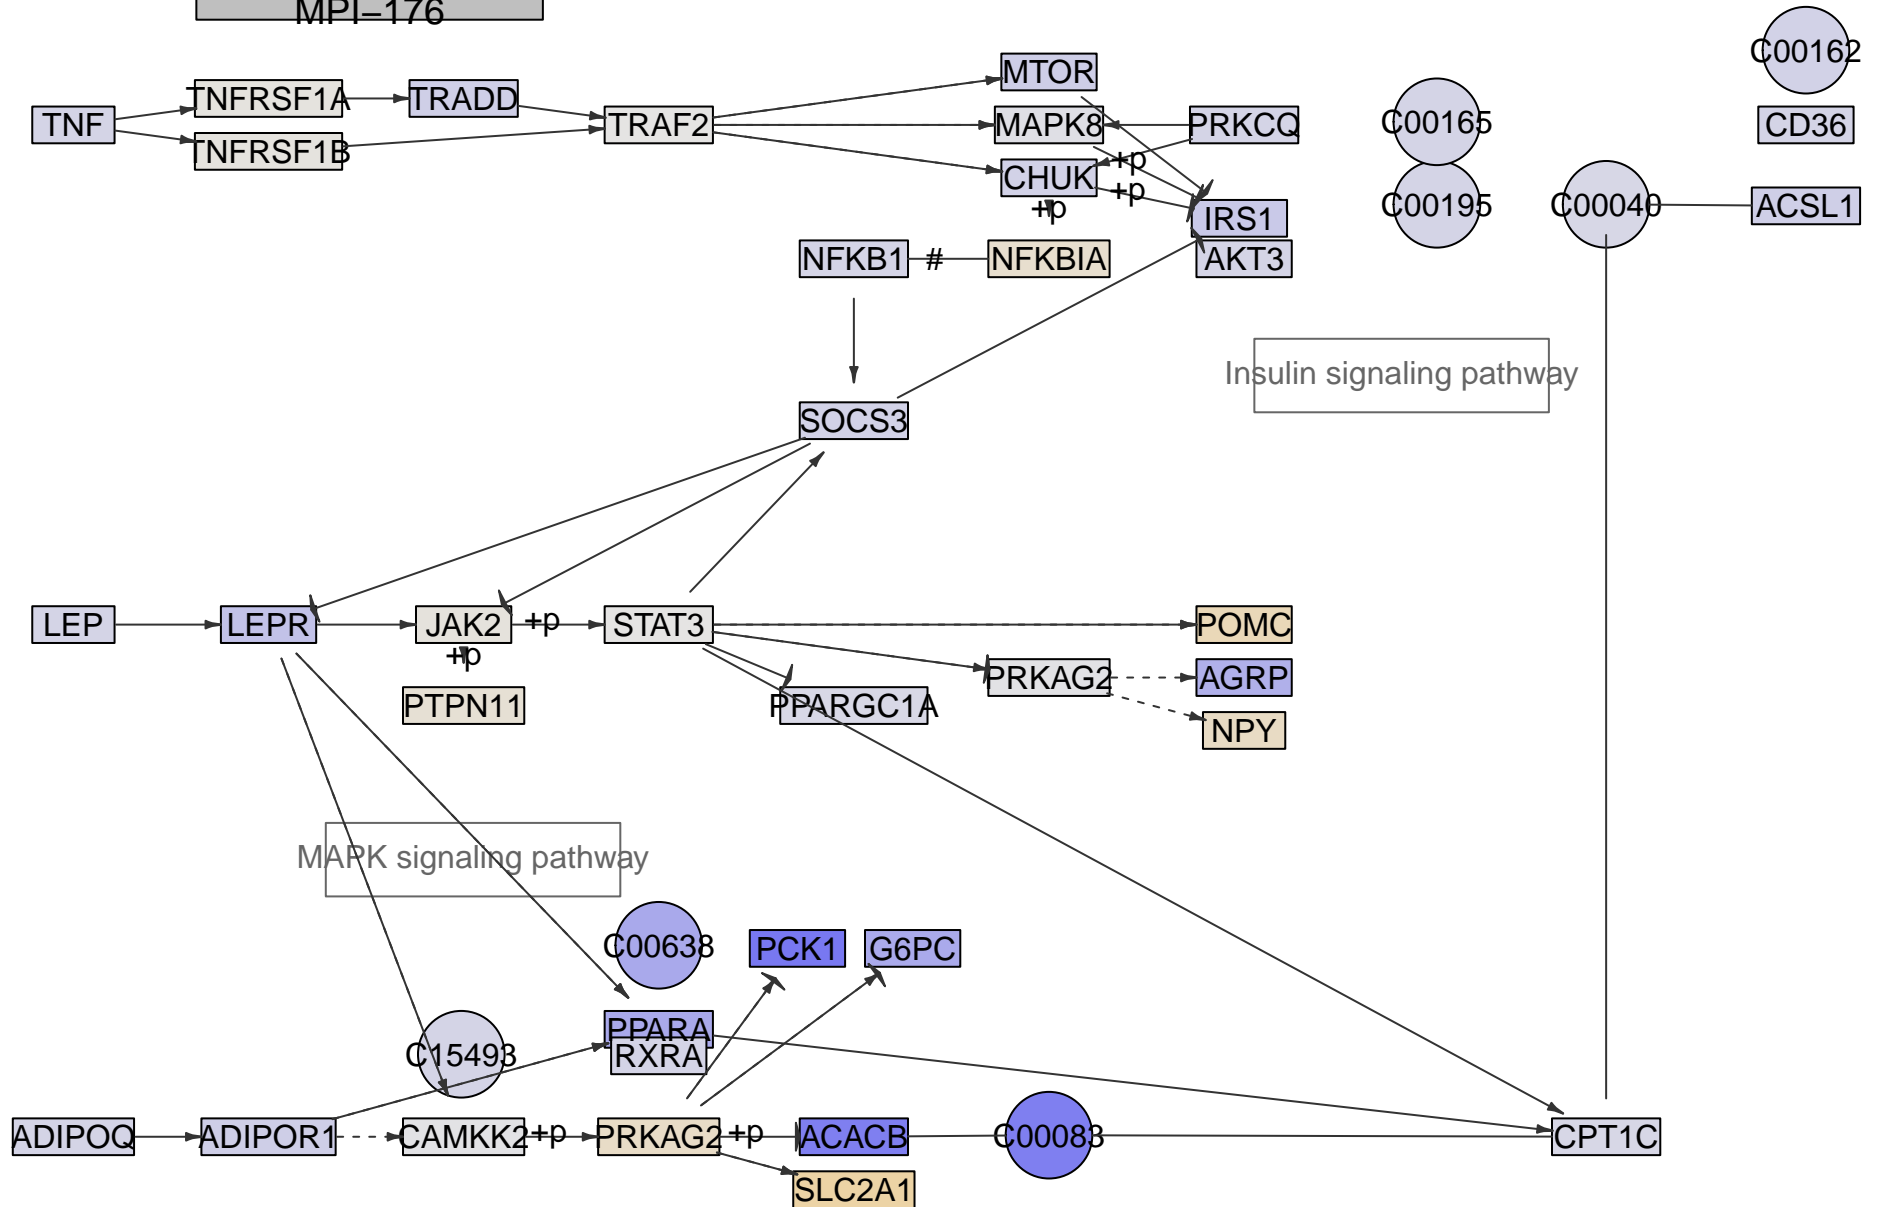 MPI–176
C00162
MTOR
TNFRSF1A
TRADD
TNF
TRAF2
MAPK8
PRKCQ
C00165
CD36
TNFRSF1B
+p
CHUK
+p
+p
IRS1
C00195
C00040
ACSL1
NFKB1
#
NFKBIA
AKT3
Insulin signaling pathway
SOCS3
LEP
LEPR
JAK2
+p
STAT3
POMC
+p
PRKAG2
AGRP
PTPN11
PPARGC1A
NPY
MAPK signaling pathway
C00638
PCK1
G6PC
PPARA
C15493
RXRA
ADIPOQ
ADIPOR1
CAMKK2
+p
PRKAG2
+p
ACACB
C00083
CPT1C
SLC2A1